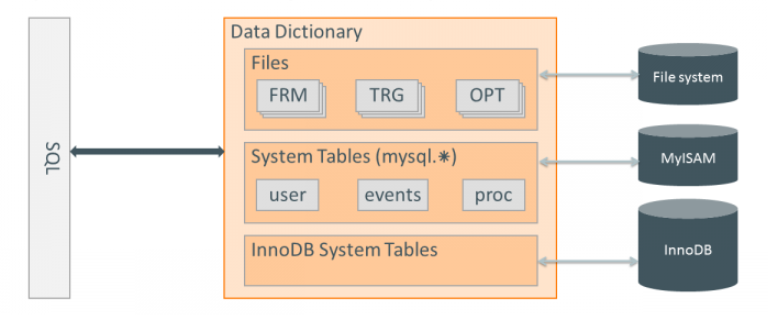 SQL
Data Dictionary
Files
FRM
TRG
OPT
System Tables (mysql.*)
user
events
proc
InnoDB System Tables
File system
MyISAM
InnoDB